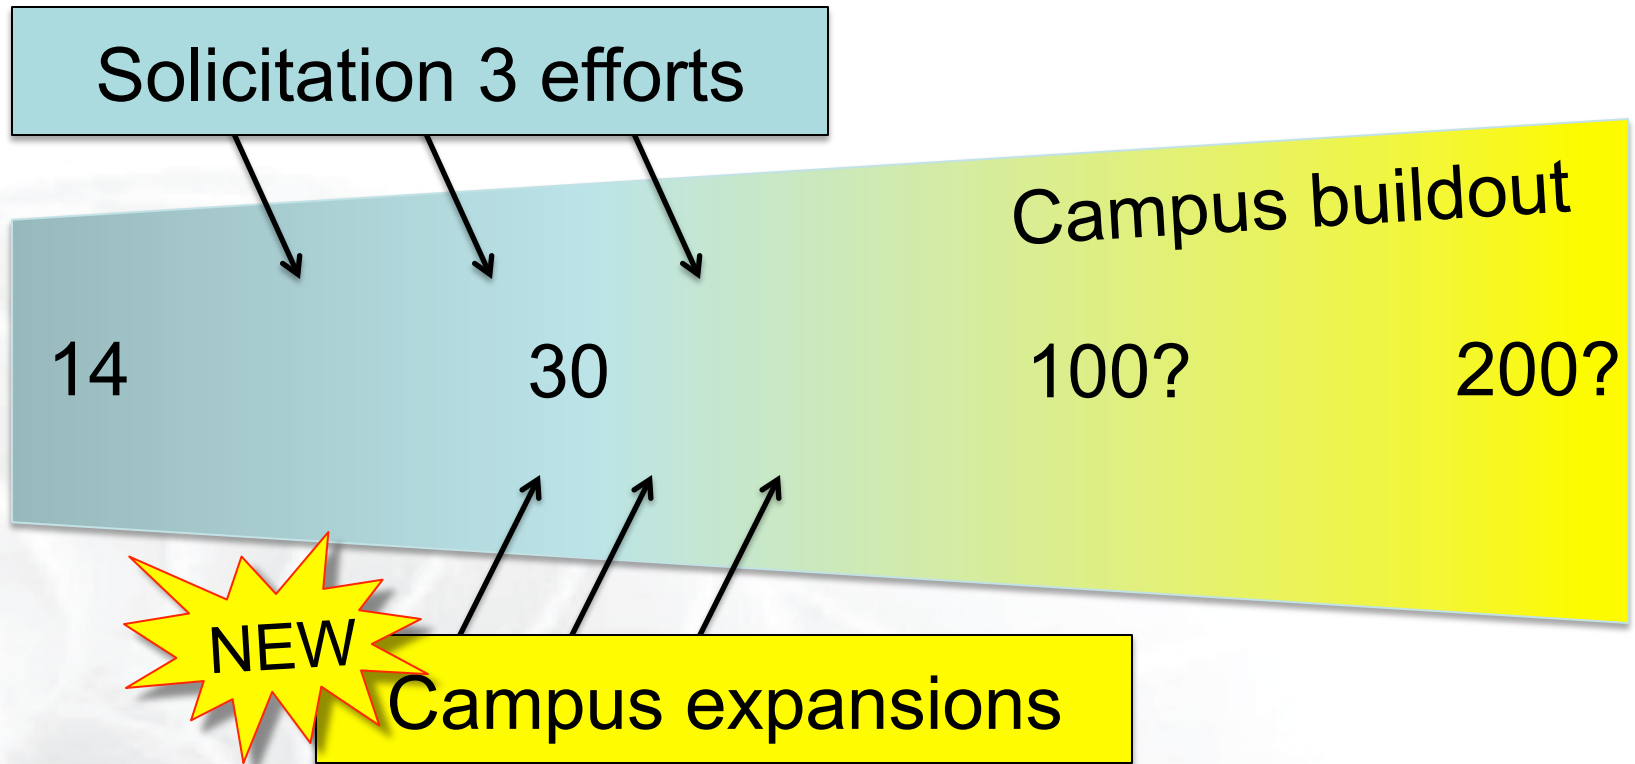 Solicitation 3 efforts
Campus buildout
14 30 100? 200?
NEW
Campus expansions